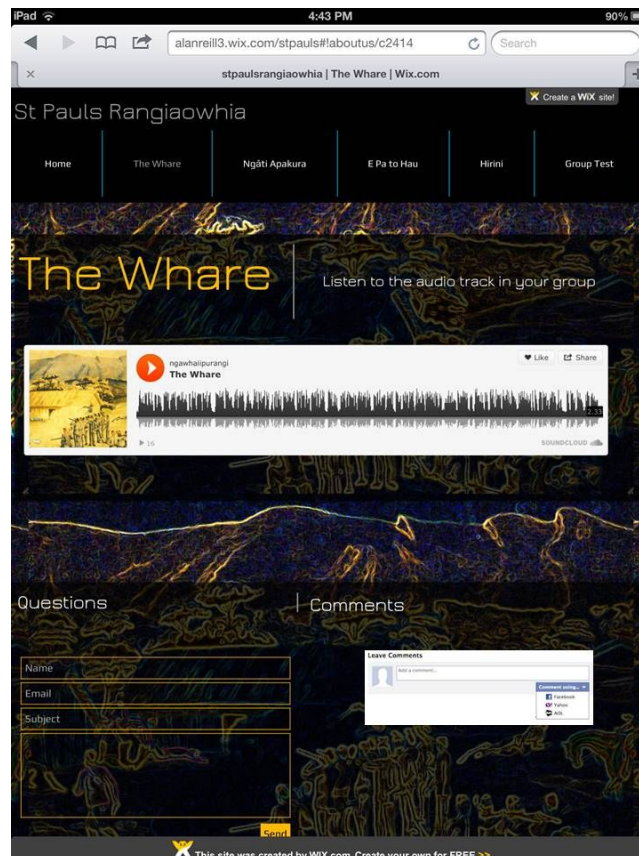 iPad 4:43 PM 90%
alanreill3.wix.com/stpauls#!aboutus/c2414 Search
stpaulsrangiaowhia | The Whare | Wix.com
Create a WiX site!
St Pauls Rangiaowhia
Home The Whare Ngāti Apakura E Pa to Hau Hirini Group Test
The Whare Listen to the audio track in your group
ngawhaiipurangi Like Share
The Whare
2.33
16 SOUNDCLOUD
Questions Comments
Leave Comments
Add a comment...
Comment using...
Facebook
Yahoo
AOL
Name
Email
Subject
Send
This site was created by WIX.com. Create your own for FREE >>